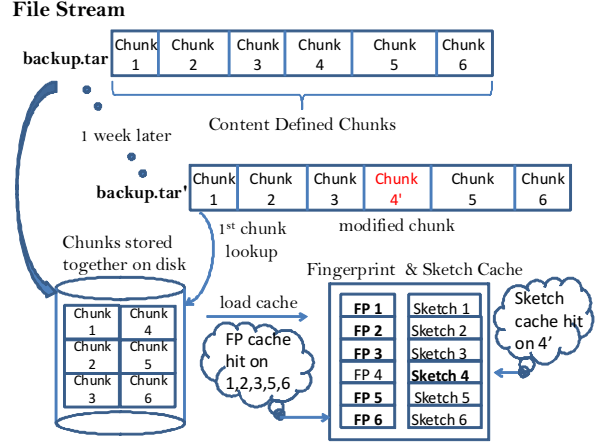 File Stream
backup.tar
Chunk 1
Chunk 2
Chunk 3
Chunk 4
Chunk 5
Chunk 6
Content Defined Chunks
1 week later
backup.tar'
Chunk 1
Chunk 2
Chunk 3
Chunk 4'
Chunk 5
Chunk 6
1st chunk
lookup
modified chunk
Chunks stored
together on disk
Chunk 1
Chunk 4
Chunk 2
Chunk 5
Chunk 3
Chunk 6
load cache
FP cache
hit on
1,2,3,5,6
Fingerprint & Sketch Cache
FP 1
Sketch 1
FP 2
Sketch 2
FP 3
Sketch 3
FP 4
Sketch 4
FP 5
Sketch 5
FP 6
Sketch 6
Sketch
cache hit
on 4’